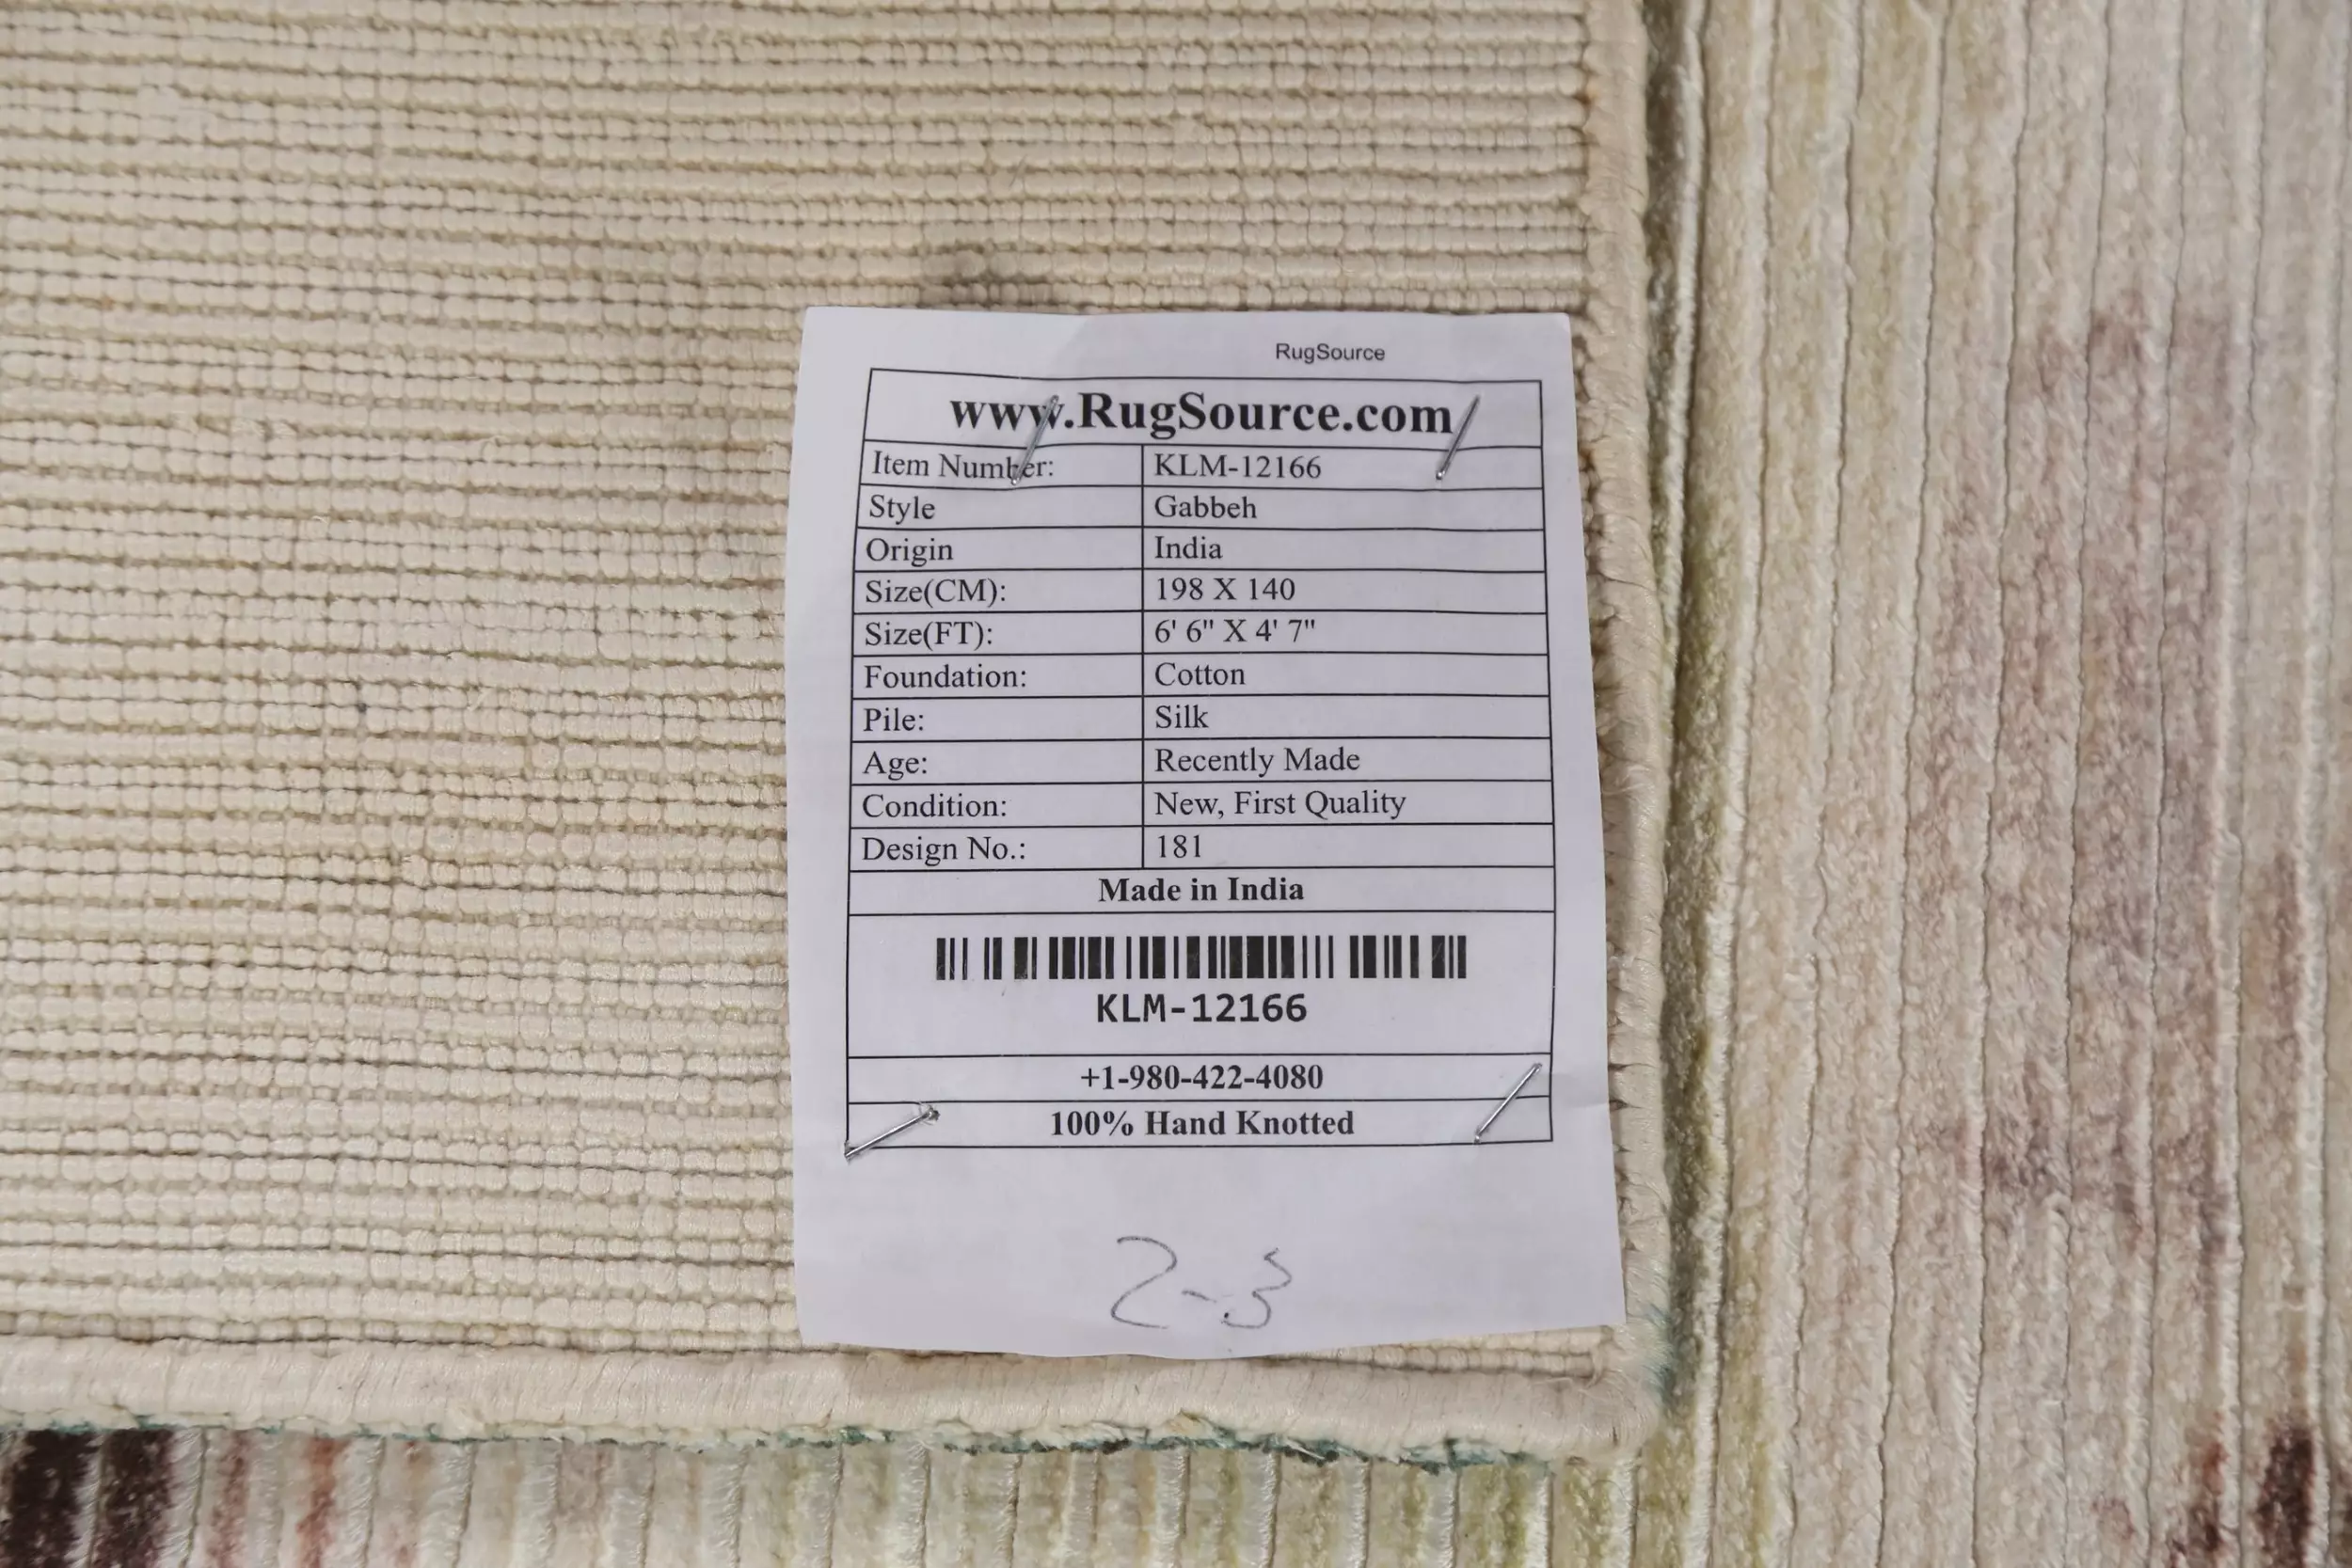 RugSource
www.RugSource.com
Item Number: KLM-12166
Style Gabbeh
Origin India
Size(CM): 198 X 140
Size(FT): 6' 6" X 4' 7"
Foundation: Cotton
Pile: Silk
Age: Recently Made
Condition: New, First Quality
Design No.: 181
Made in India
KLM-12166
+1-980-422-4080
100% Hand Knotted
2-3